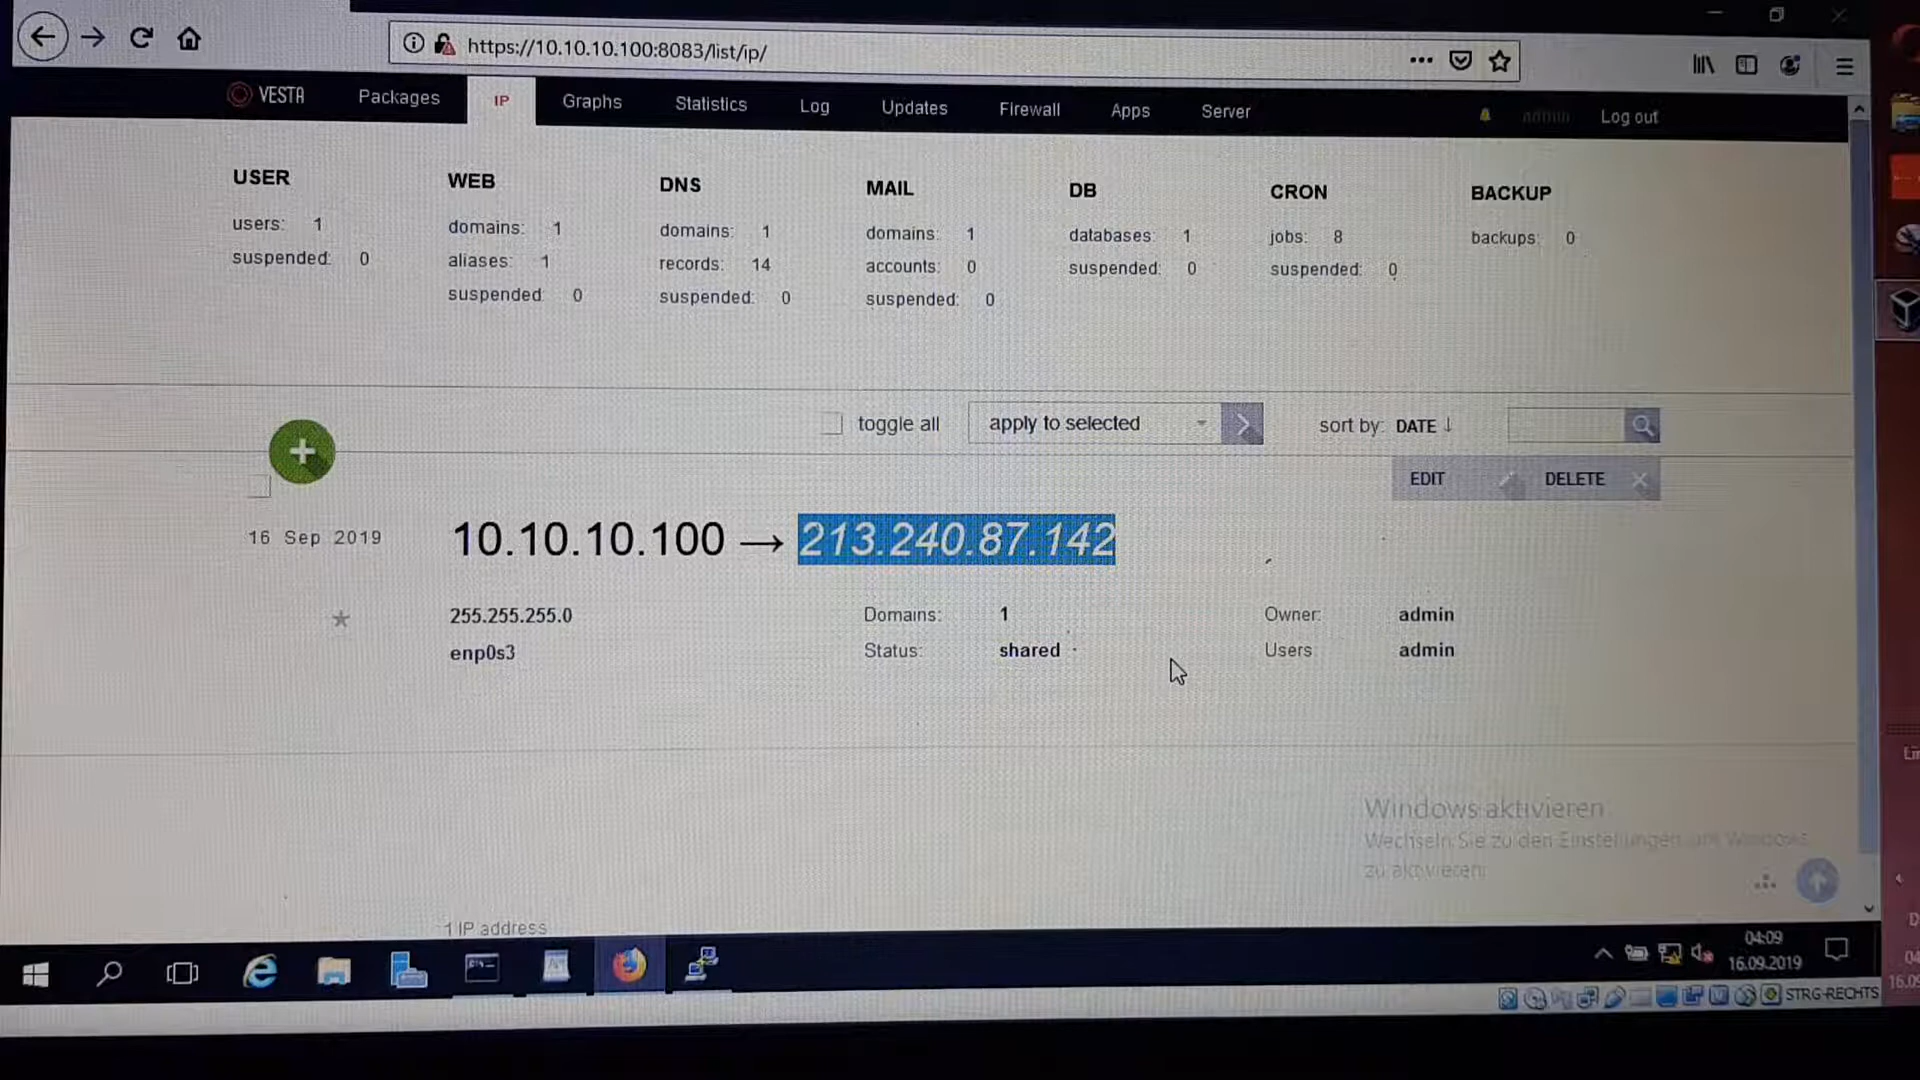 https://10.10.10.100:8083/list/ip/
VESTA Packages IP Graphs Statistics Log Updates Firewall Apps Server admin Log out
USER WEB DNS MAIL DB CRON BACKUP
users: 1 domains: 1 domains: 1 domains: 1 databases: 1 jobs: 8 backups: 0
suspended: 0 aliases: 1 records: 14 accounts: 0 suspended: 0 suspended: 0
suspended: 0 suspended: 0 suspended: 0
toggle all apply to selected sort by: DATE ↓
EDIT DELETE
16 Sep 2019 10.10.10.100 → 213.240.87.142
255.255.255.0 Domains: 1 Owner: admin
enp0s3 Status: shared Users admin
Windows aktivieren
Wechseln Sie zu den Einstellungen, um Windows
zu aktivieren.
1 IP address
04:09
16.09.2019
STRG-RECHTS